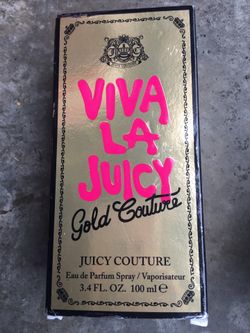 VIVA
LA
JUICY
Gold Couture
JUICY COUTURE
Eau de Parfum Spray / Vaporisateur
3.4 FL. OZ. 100 ml ℮